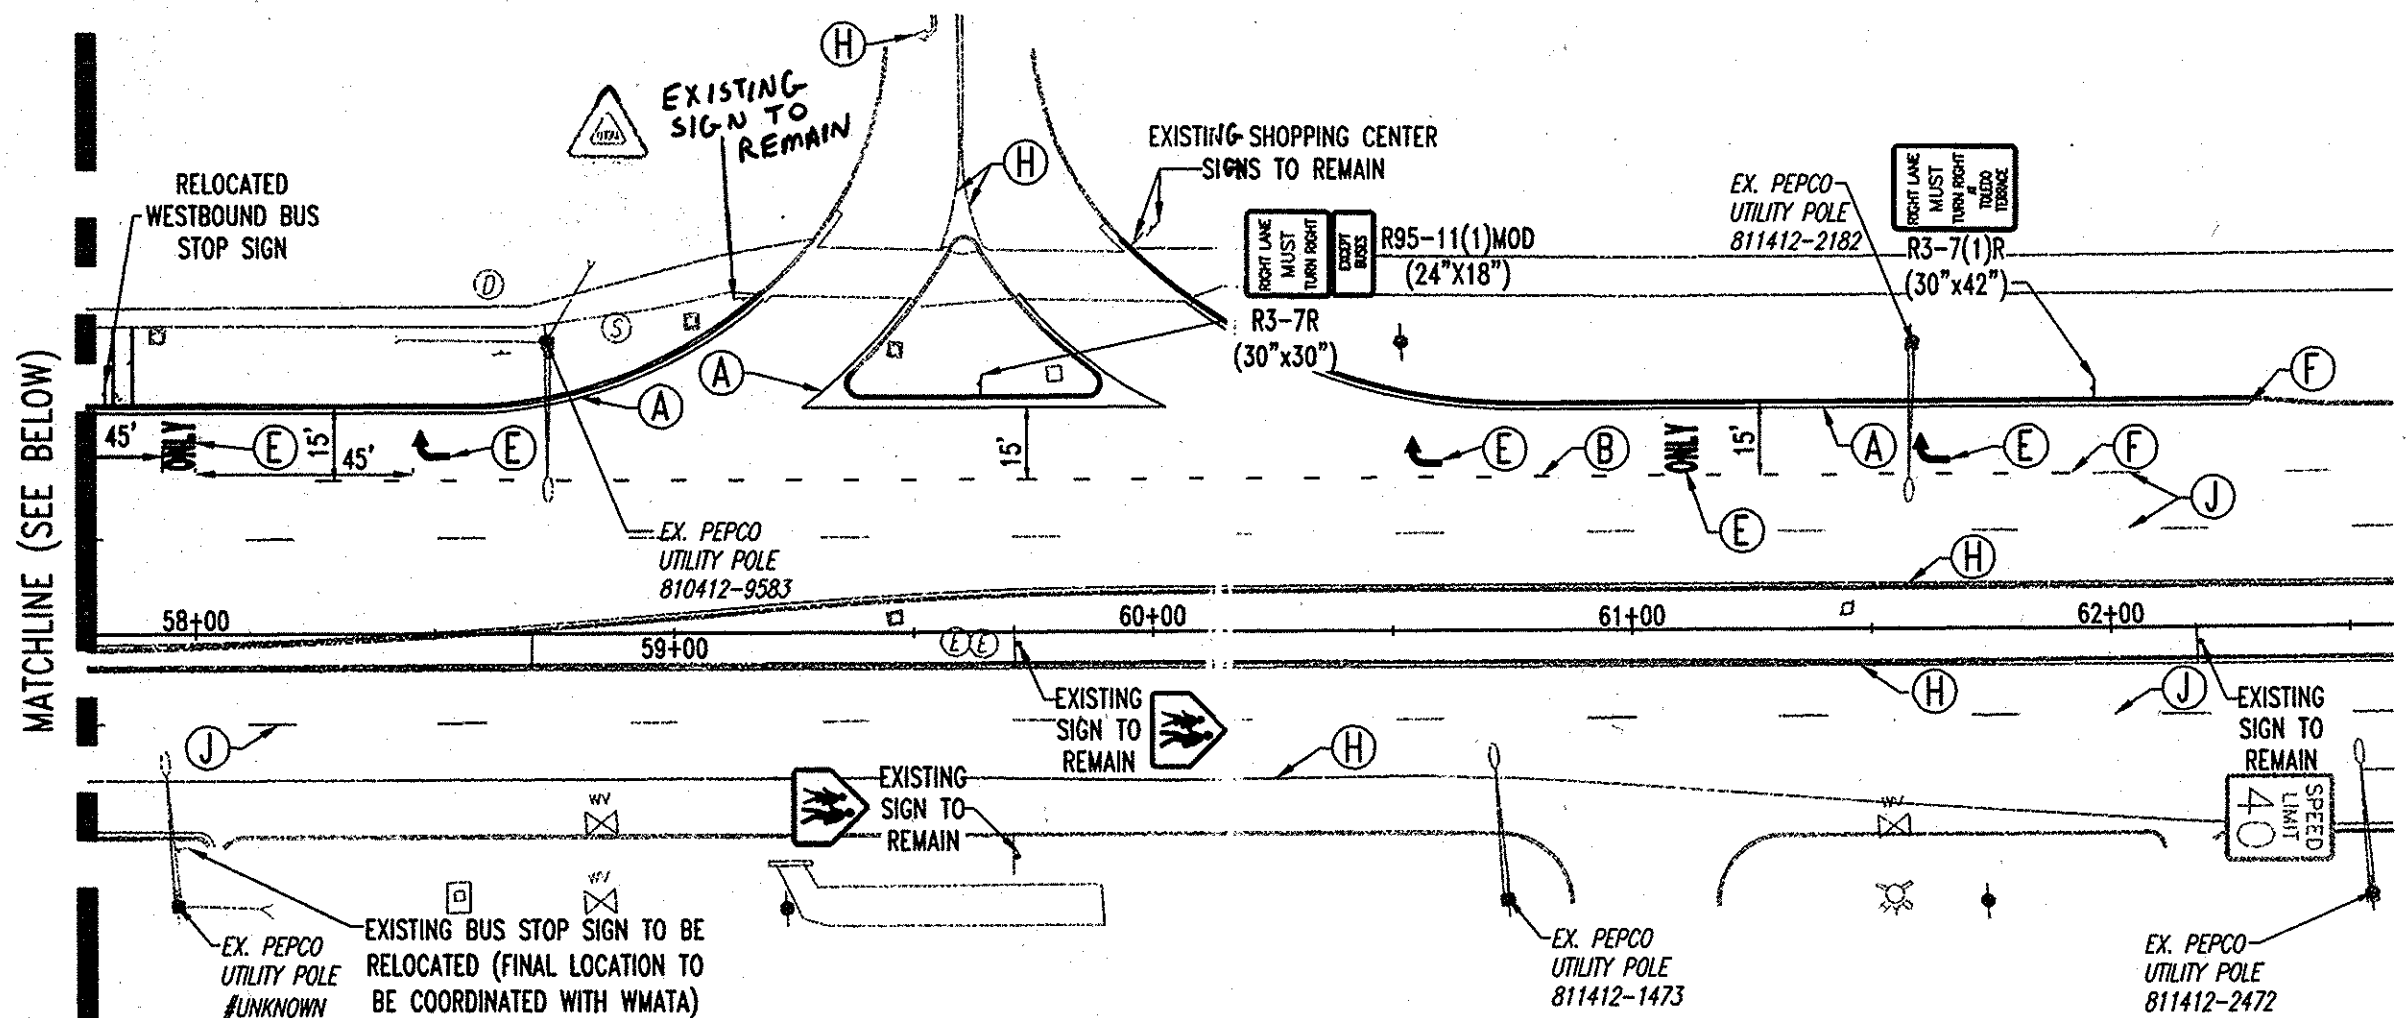 H
EXISTING
SIGN TO
REMAIN
EXISTING SHOPPING CENTER
SIGNS TO REMAIN
H
RELOCATED
WESTBOUND BUS
STOP SIGN
RIGHT LANE
MUST
TURN RIGHT
EXCEPT
BUSES
R95-11(1)MOD
(24"X18")
R3-7R
(30"x30")
EX. PEPCO
UTILITY POLE
811412-2182
RIGHT LANE
MUST
TURN RIGHT
TOLEDO
TERRACE
R3-7(1)R
(30"x42")
D
S
A
A
F
MATCHLINE (SEE BELOW)
45'
ONLY
E
15'
45'
E
15'
E
B
ONLY
15'
A
E
F
J
E
EX. PEPCO
UTILITY POLE
810412-9583
H
58+00
59+00
E E
60+00
61+00
62+00
EXISTING
SIGN TO
REMAIN
H
J
EXISTING
SIGN TO
REMAIN
J
H
EXISTING
SIGN TO
REMAIN
SPEED
LIMIT
40
WV
WV
WV
EX. PEPCO
UTILITY POLE
#UNKNOWN
EXISTING BUS STOP SIGN TO BE
RELOCATED (FINAL LOCATION TO
BE COORDINATED WITH WMATA)
EX. PEPCO
UTILITY POLE
811412-1473
EX. PEPCO
UTILITY POLE
811412-2472